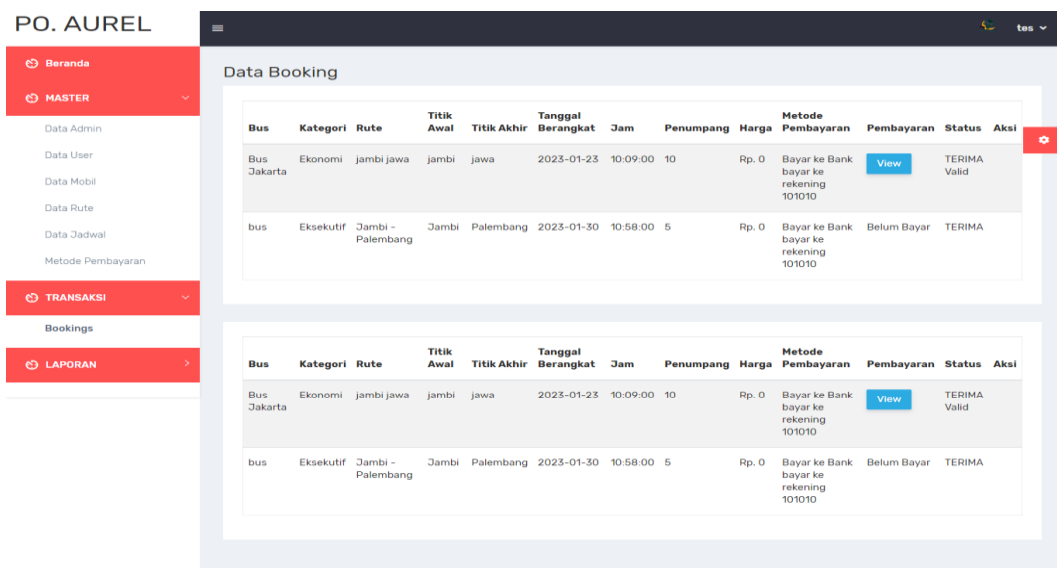 PO. AUREL
tes
Beranda
MASTER
Data Admin
Data User
Data Mobil
Data Rute
Data Jadwal
Metode Pembayaran
TRANSAKSI
Bookings
LAPORAN
Data Booking
Bus Kategori Rute Titik Awal Titik Akhir Tanggal Berangkat Jam Penumpang Harga Metode Pembayaran Pembayaran Status Aksi
Bus Jakarta Ekonomi jambi jawa jambi jawa 2023-01-23 10:09:00 10 Rp. 0 Bayar ke Bank bayar ke rekening 101010 View TERIMA Valid
bus Eksekutif Jambi - Palembang Jambi Palembang 2023-01-30 10:58:00 5 Rp. 0 Bayar ke Bank bayar ke rekening 101010 Belum Bayar TERIMA
Bus Kategori Rute Titik Awal Titik Akhir Tanggal Berangkat Jam Penumpang Harga Metode Pembayaran Pembayaran Status Aksi
Bus Jakarta Ekonomi jambi jawa jambi jawa 2023-01-23 10:09:00 10 Rp. 0 Bayar ke Bank bayar ke rekening 101010 View TERIMA Valid
bus Eksekutif Jambi - Palembang Jambi Palembang 2023-01-30 10:58:00 5 Rp. 0 Bayar ke Bank bayar ke rekening 101010 Belum Bayar TERIMA